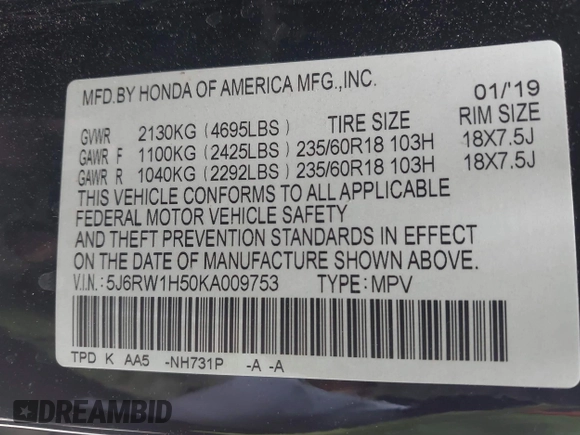 MFD.BY HONDA OF AMERICA MFG.,INC. 01/'19
GVWR 2130KG (4695LBS) TIRE SIZE RIM SIZE
GAWR F 1100KG (2425LBS) 235/60R18 103H 18X7.5J
GAWR R 1040KG (2292LBS) 235/60R18 103H 18X7.5J
THIS VEHICLE CONFORMS TO ALL APPLICABLE
FEDERAL MOTOR VEHICLE SAFETY
AND THEFT PREVENTION STANDARDS IN EFFECT
ON THE DATE OF MANUFACTURE SHOWN ABOVE.
V.I.N.: 5J6RW1H50KA009753 TYPE: MPV
TPD K AA5 -NH731P -A -A
DREAMBID